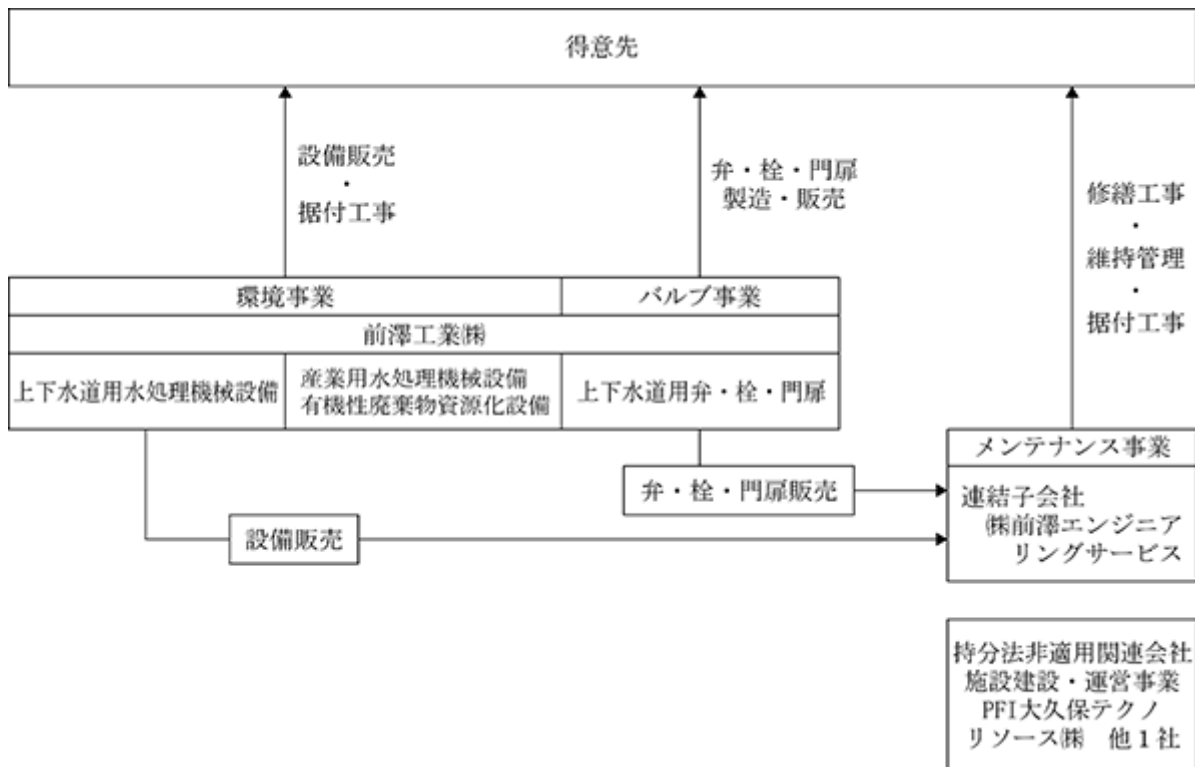 得意先
設備販売
・
据付工事
弁・栓・門扉
製造・販売
修繕工事
・
維持管理
・
据付工事
環境事業
バルブ事業
前澤工業㈱
上下水道用水処理機械設備
産業用水処理機械設備
有機性廃棄物資源化設備
上下水道用弁・栓・門扉
メンテナンス事業
弁・栓・門扉販売
設備販売
連結子会社
㈱前澤エンジニア
リングサービス
持分法非適用関連会社
施設建設・運営事業
PFI大久保テクノ
リソース㈱　他1社